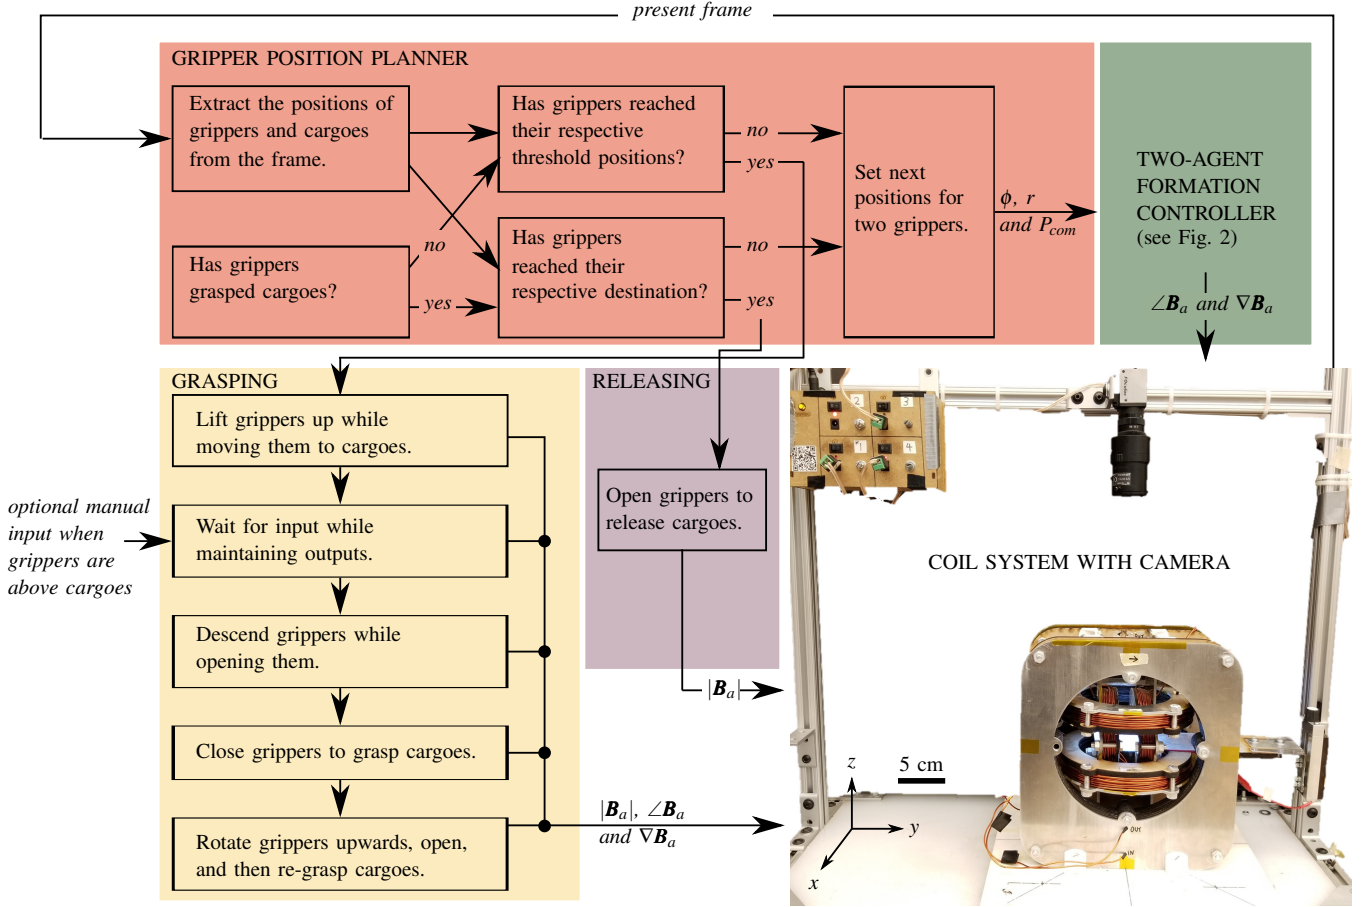 present frame
GRIPPER POSITION PLANNER
Extract the positions of
grippers and cargoes
from the frame.
Has grippers reached
their respective
threshold positions?
no
yes
Has grippers
grasped cargoes?
no
yes
Has grippers
reached their
respective destination?
no
yes
Set next
positions for
two grippers.
ϕ, r
and P_com
TWO-AGENT
FORMATION
CONTROLLER
(see Fig. 2)
∠B_a and ∇B_a
GRASPING
Lift grippers up while
moving them to cargoes.
optional manual
input when
grippers are
above cargoes
Wait for input while
maintaining outputs.
Descend grippers while
opening them.
Close grippers to grasp cargoes.
Rotate grippers upwards, open,
and then re-grasp cargoes.
|B_a|, ∠B_a
and ∇B_a
RELEASING
Open grippers to
release cargoes.
|B_a|
COIL SYSTEM WITH CAMERA
2
3
1
4
z
y
x
5 cm
OUT
IN